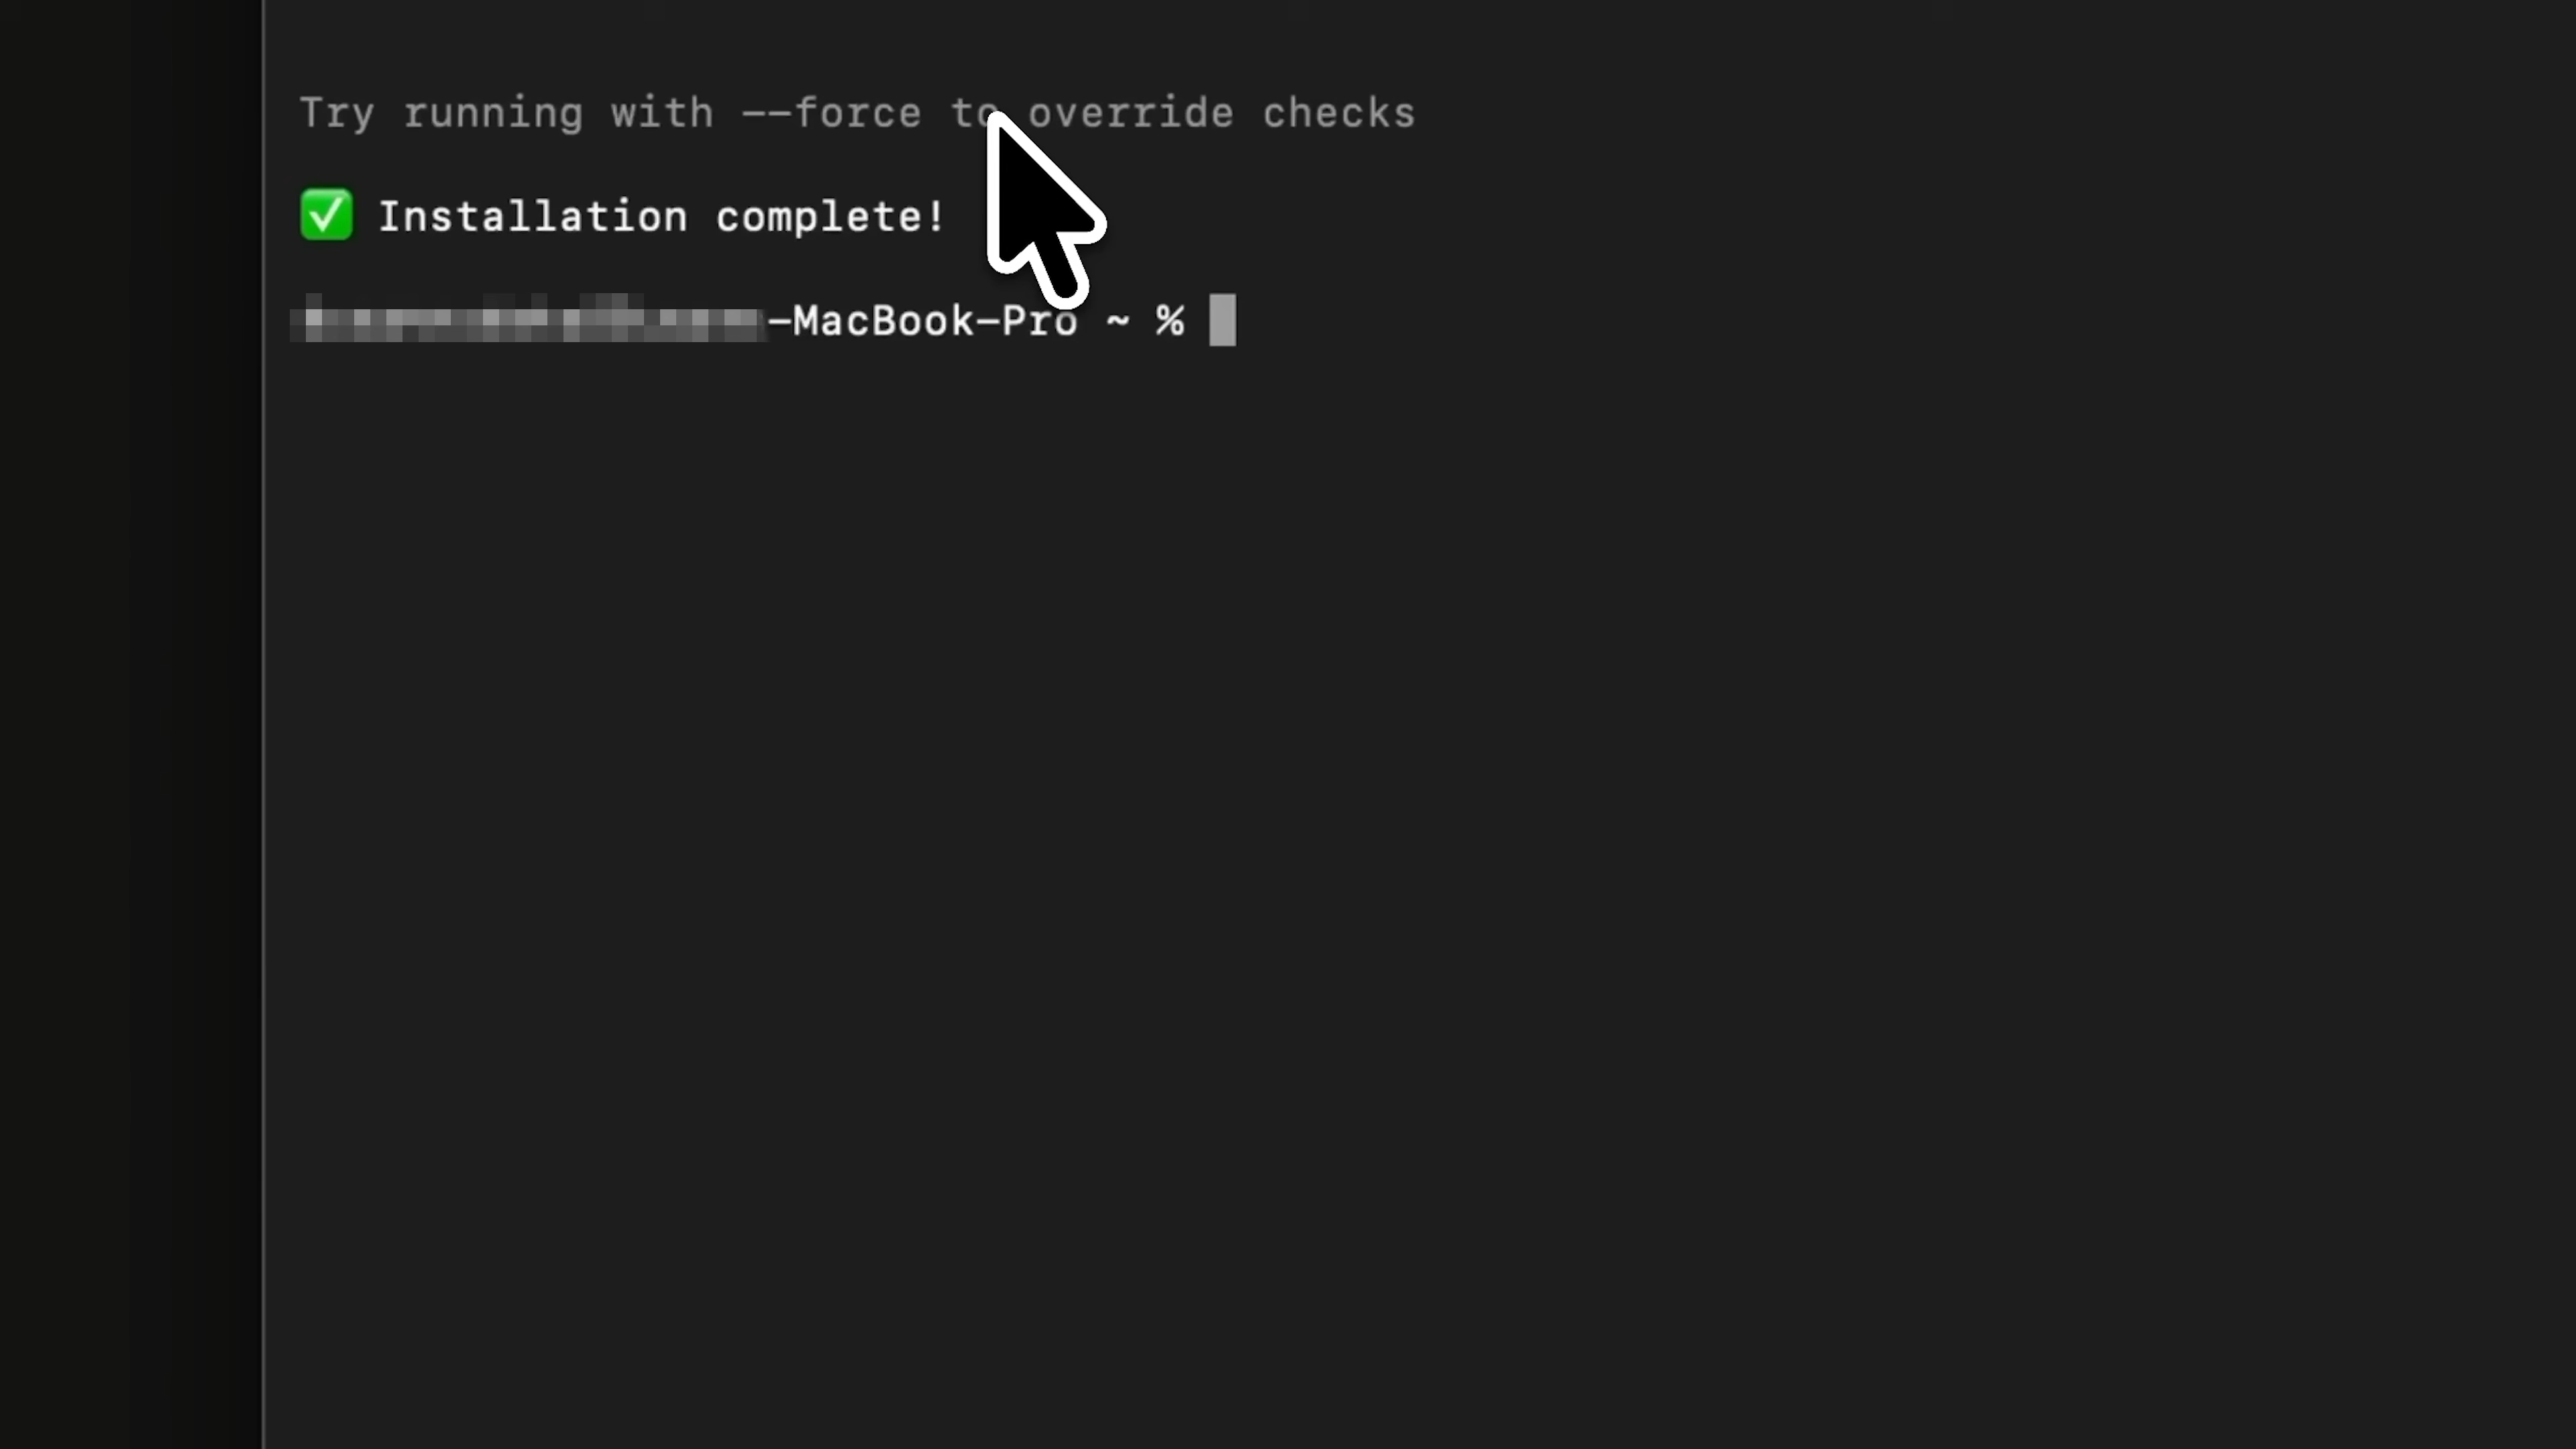 Try running with --force to override checks
✅ Installation complete!
-MacBook-Pro ~ %